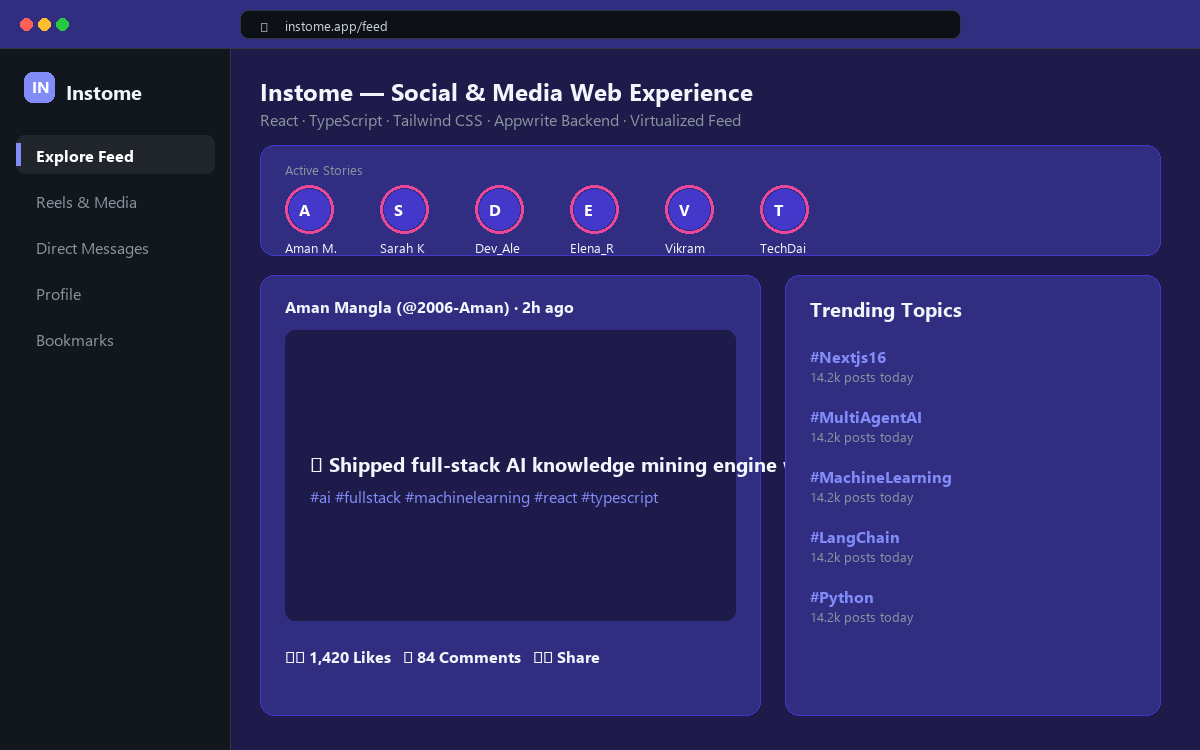 instome.app/feed
IN Instome
Explore Feed
Reels & Media
Direct Messages
Profile
Bookmarks
Instome — Social & Media Web Experience
React · TypeScript · Tailwind CSS · Appwrite Backend · Virtualized Feed
Active Stories
A S D E V T
Aman M. Sarah K Dev_Ale Elena_R Vikram TechDai
Aman Mangla (@2006-Aman) · 2h ago
Shipped full-stack AI knowledge mining engine
#ai #fullstack #machinelearning #react #typescript
1,420 Likes 84 Comments Share
Trending Topics
#Nextjs16
14.2k posts today
#MultiAgentAI
14.2k posts today
#MachineLearning
14.2k posts today
#LangChain
14.2k posts today
#Python
14.2k posts today